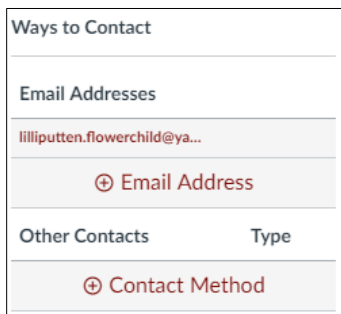 Ways to Contact
Email Addresses
lilliputten.flowerchild@ya...
⊕ Email Address
Other Contacts Type
⊕ Contact Method